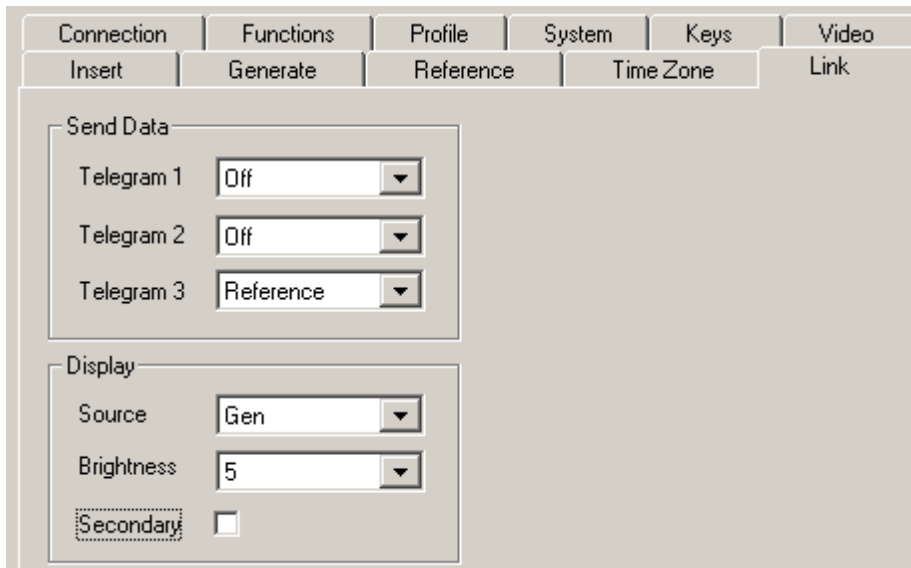 Connection Functions Profile System Keys Video
Insert Generate Reference Time Zone Link
Send Data
Telegram 1 Off
Telegram 2 Off
Telegram 3 Reference
Display
Source Gen
Brightness 5
Secondary